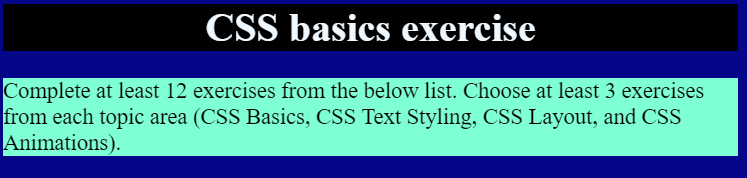 CSS basics exercise
Complete at least 12 exercises from the below list. Choose at least 3 exercises
from each topic area (CSS Basics, CSS Text Styling, CSS Layout, and CSS
Animations).